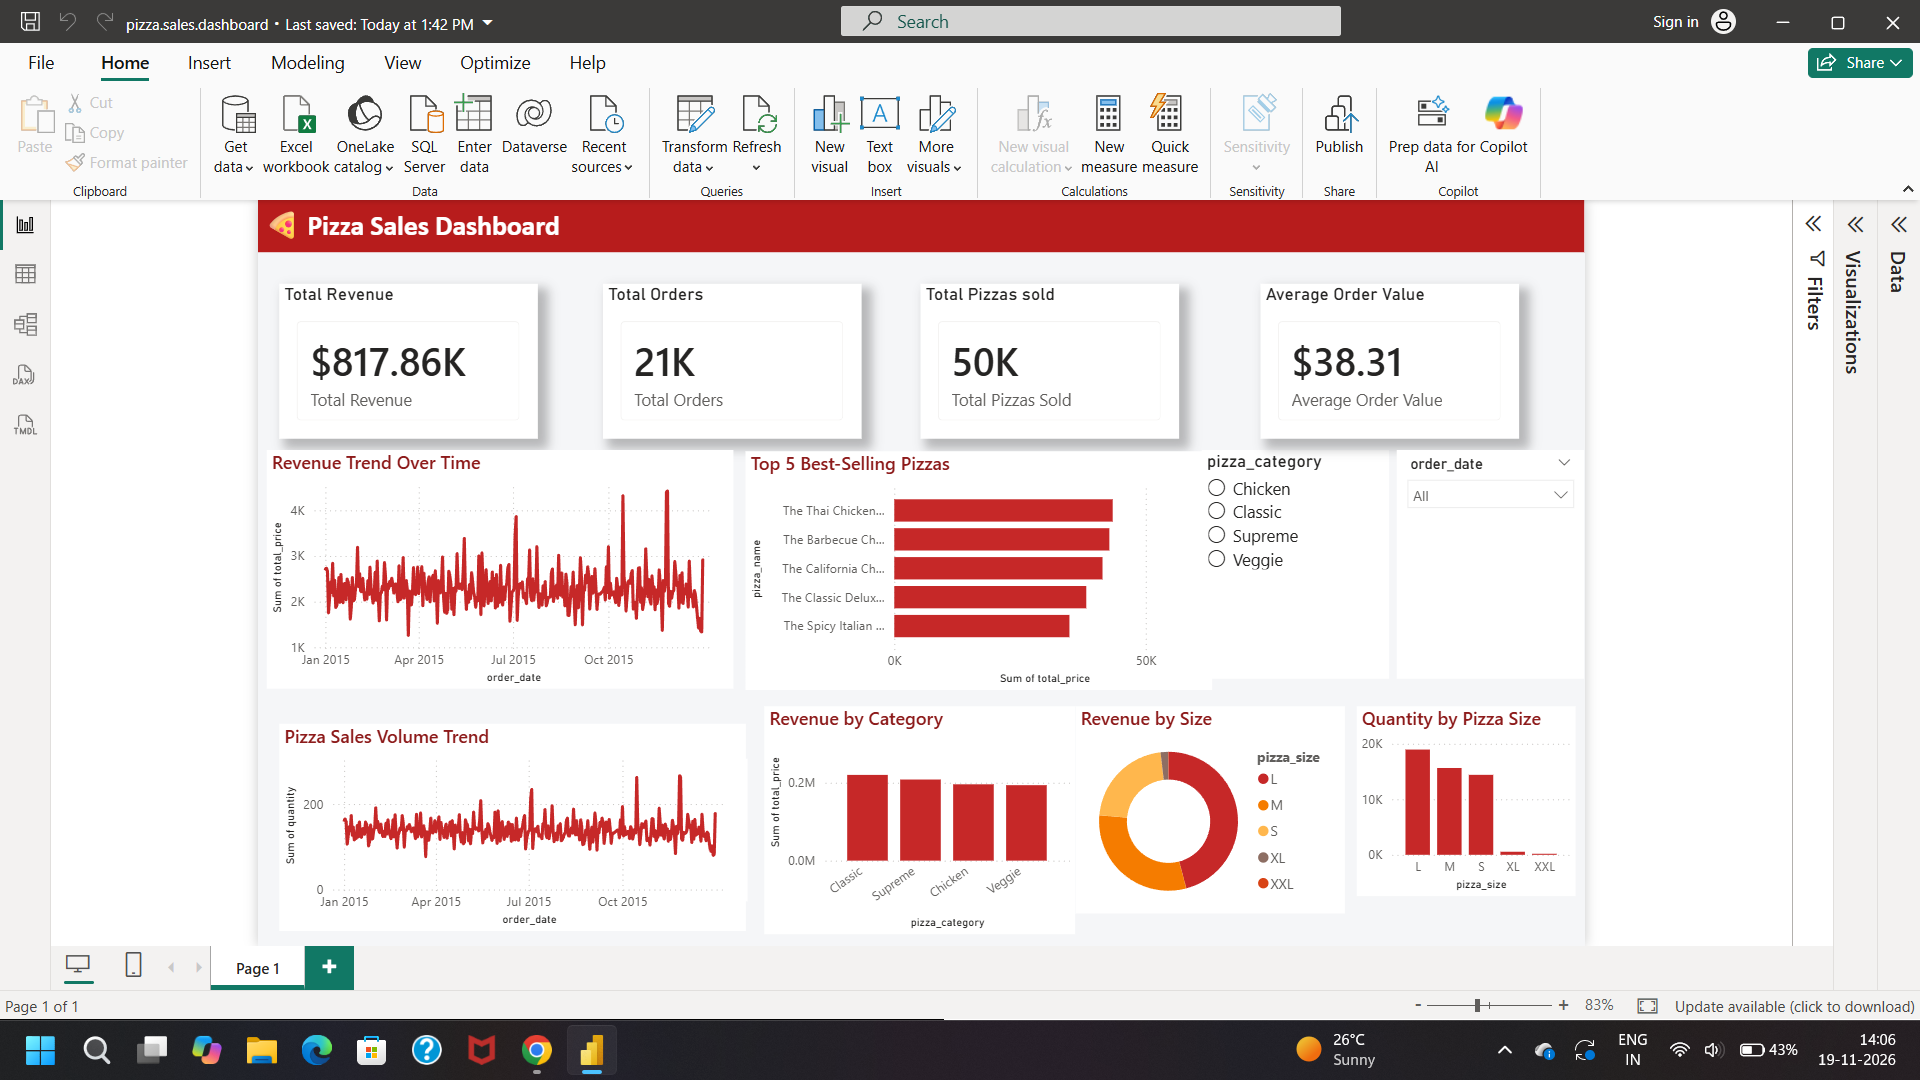 pizza.sales.dashboard • Last saved: Today at 1:42 PM
Search
Sign in
File
Home
Insert
Modeling
View
Optimize
Help
Share
Paste
Cut
Copy
Format painter
Clipboard
Get data
Excel workbook
OneLake catalog
SQL Server
Enter data
Dataverse
Recent sources
Data
Transform data
Refresh
Queries
New visual
Text box
More visuals
Insert
New visual calculation
New measure
Quick measure
Calculations
Sensitivity
Sensitivity
Publish
Share
Prep data for AI
Copilot
Copilot
Pizza Sales Dashboard
Total Revenue
$817.86K
Total Revenue
Total Orders
21K
Total Orders
Total Pizzas sold
50K
Total Pizzas Sold
Average Order Value
$38.31
Average Order Value
Revenue Trend Over Time
Sum of total_price
4K
3K
2K
1K
Jan 2015
Apr 2015
Jul 2015
Oct 2015
order_date
Top 5 Best-Selling Pizzas
pizza_name
The Thai Chicken...
The Barbecue Ch...
The California Ch...
The Classic Delux...
The Spicy Italian ...
0K
50K
Sum of total_price
pizza_category
Chicken
Classic
Supreme
Veggie
order_date
All
Pizza Sales Volume Trend
Sum of quantity
200
0
Jan 2015
Apr 2015
Jul 2015
Oct 2015
order_date
Revenue by Category
Sum of total_price
0.2M
0.0M
Classic
Supreme
Chicken
Veggie
pizza_category
Revenue by Size
pizza_size
L
M
S
XL
XXL
Quantity by Pizza Size
20K
10K
0K
L
M
S
XL
XXL
pizza_size
Filters
Visualizations
Data
DAX
TMDL
Page 1
Page 1 of 1
- + 83%
Update available (click to download)
26°C
Sunny
ENG
IN
43%
14:06
19-11-2026